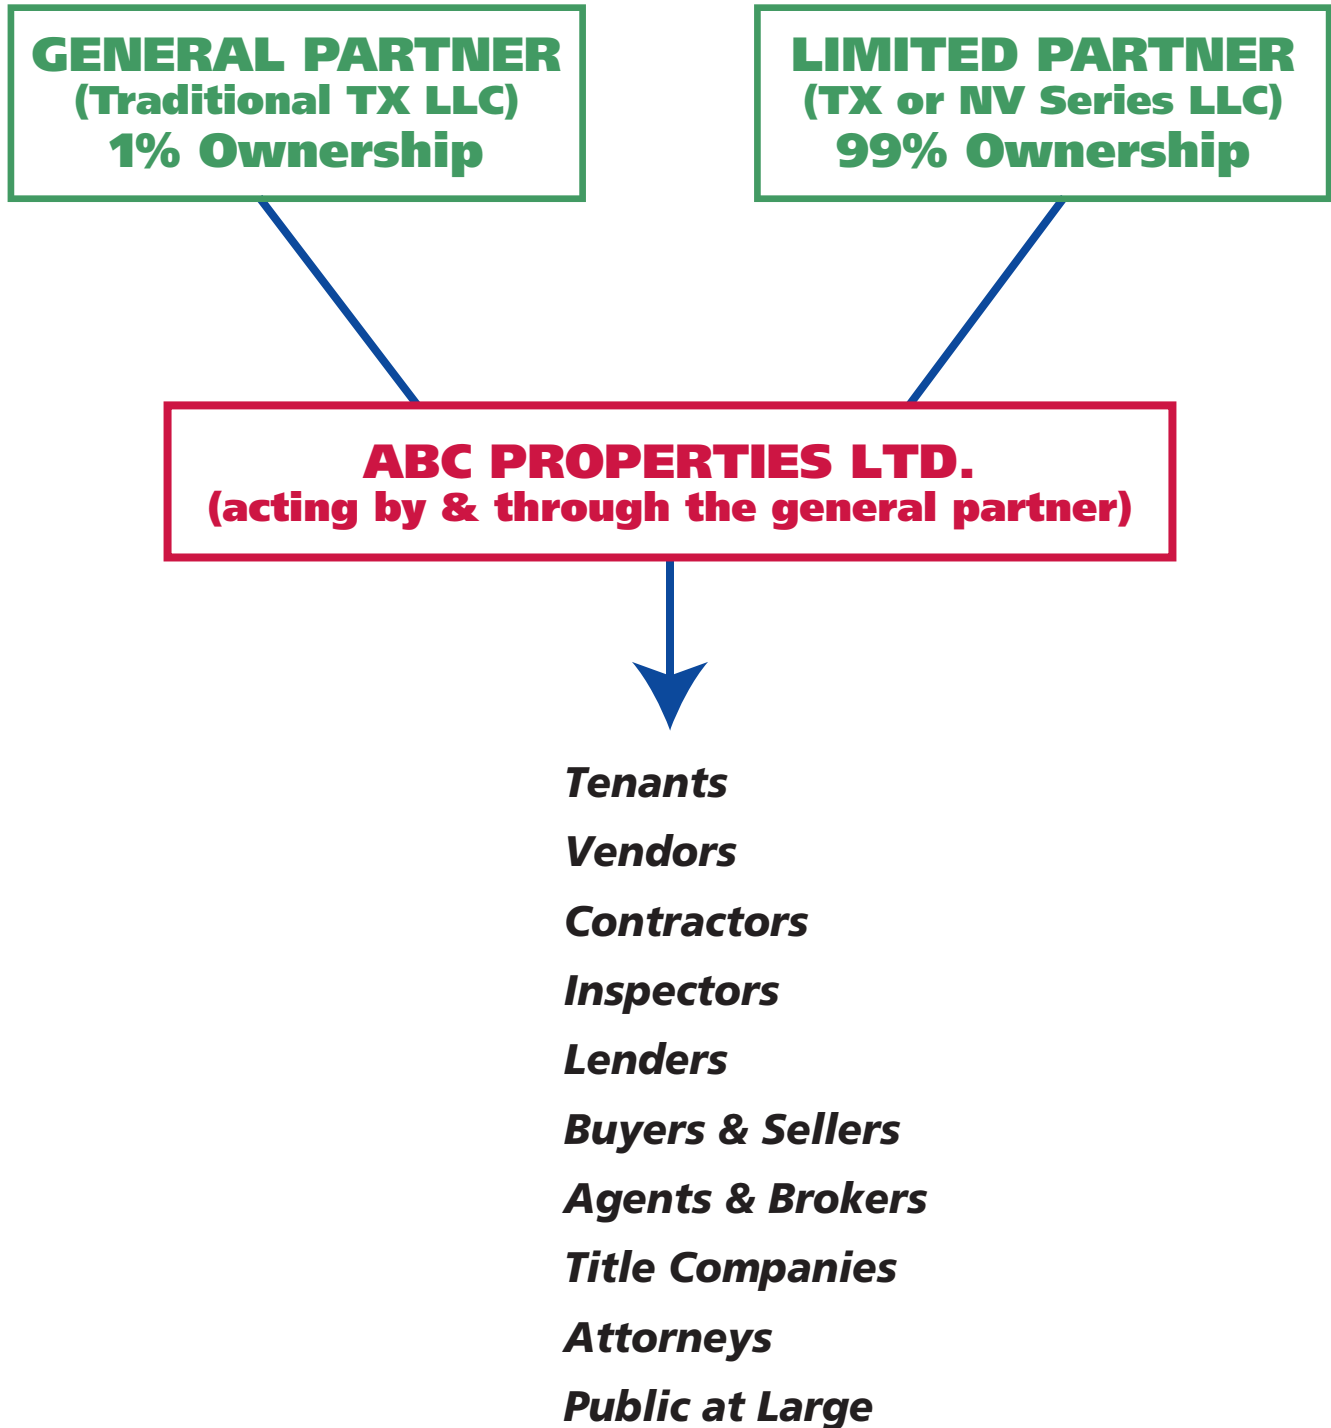 GENERAL PARTNER
(Traditional TX LLC)
1% Ownership
LIMITED PARTNER
(TX or NV Series LLC)
99% Ownership
ABC PROPERTIES LTD.
(acting by & through the general partner)
Tenants
Vendors
Contractors
Inspectors
Lenders
Buyers & Sellers
Agents & Brokers
Title Companies
Attorneys
Public at Large